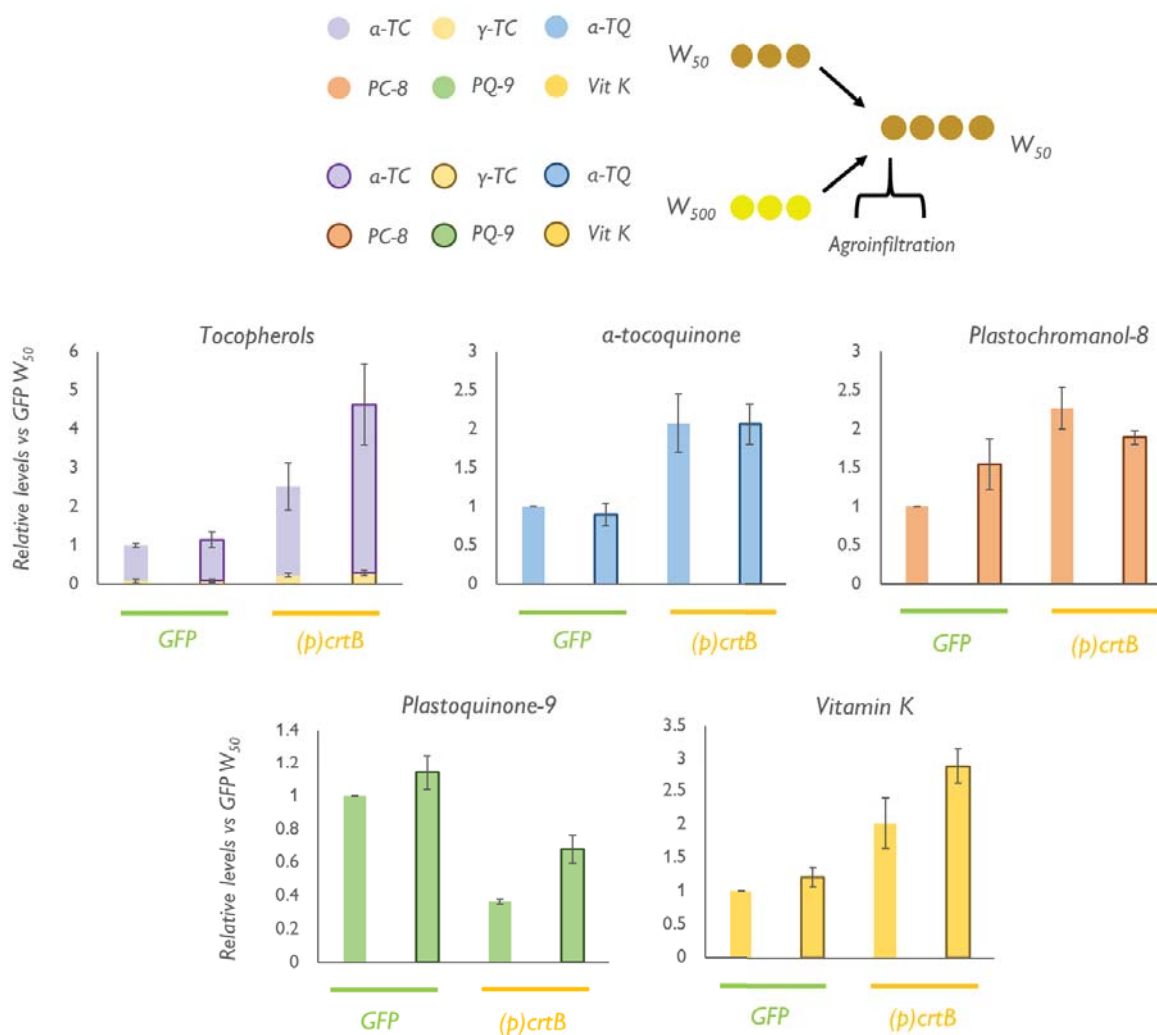 α-TC γ-TC α-TQ
PC-8 PQ-9 Vit K
α-TC γ-TC α-TQ
PC-8 PQ-9 Vit K
W50
W50
W500
Agroinfiltration
Tocopherols
Relative levels vs GFP W50
6
5
4
3
2
1
0
GFP (p)crtB
α-tocoquinone
3
2.5
2
1.5
1
0.5
0
GFP (p)crtB
Plastochromanol-8
3
2.5
2
1.5
1
0.5
0
GFP (p)crtB
Plastoquinone-9
Relative levels vs GFP W50
1.4
1.2
1
0.8
0.6
0.4
0.2
0
GFP (p)crtB
Vitamin K
3.5
3
2.5
2
1.5
1
0.5
0
GFP (p)crtB